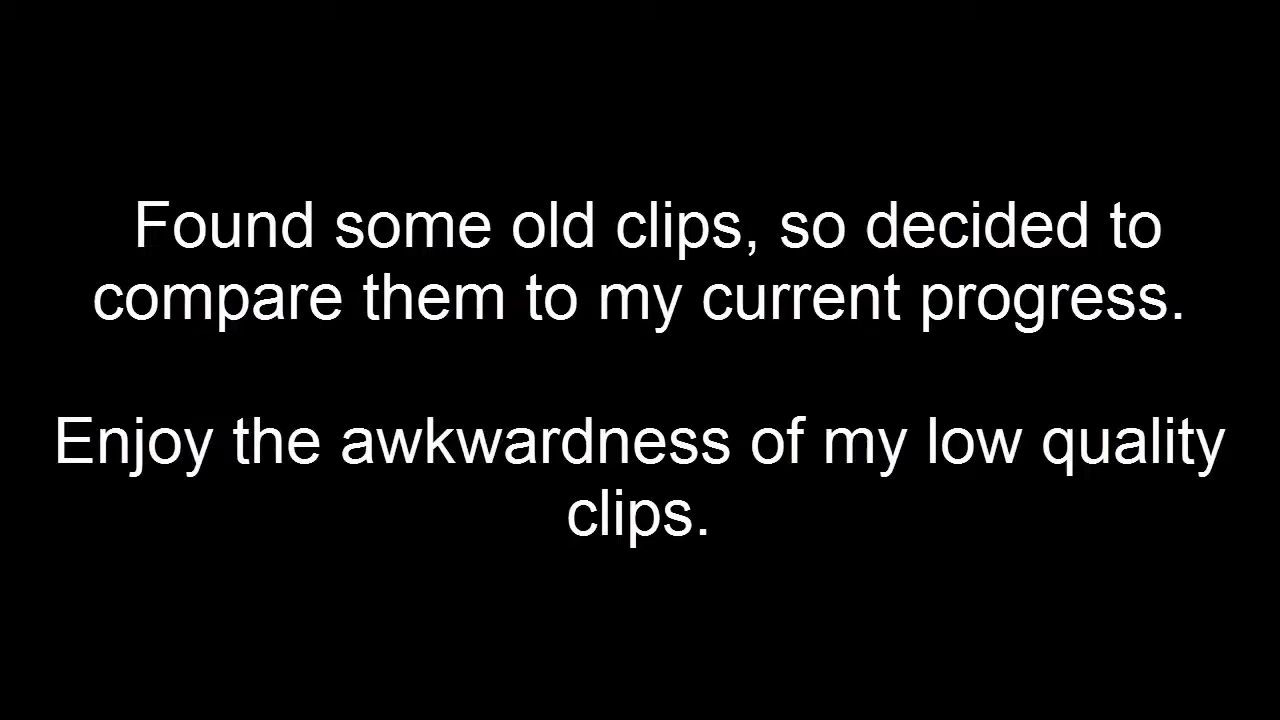 Found some old clips, so decided to
compare them to my current progress.
Enjoy the awkwardness of my low quality
clips.